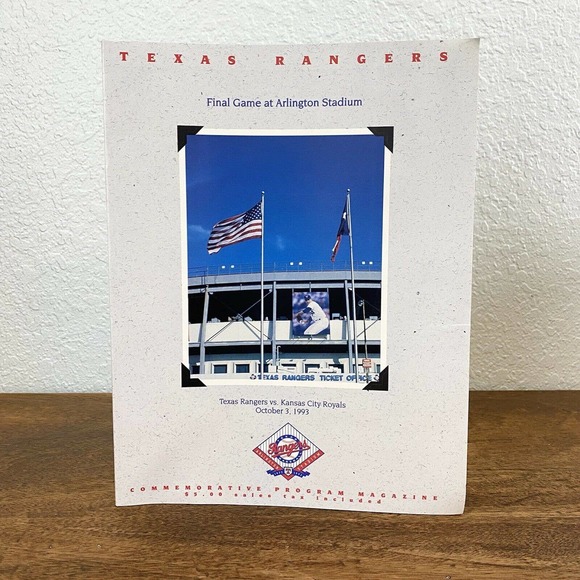 TEXAS RANGERS
Final Game at Arlington Stadium
TEXAS RANGERS TICKET OFFICE
Texas Rangers vs. Kansas City Royals
October 3, 1993
Rangers
COMMEMORATIVE PROGRAM MAGAZINE
$5.00 sales tax included